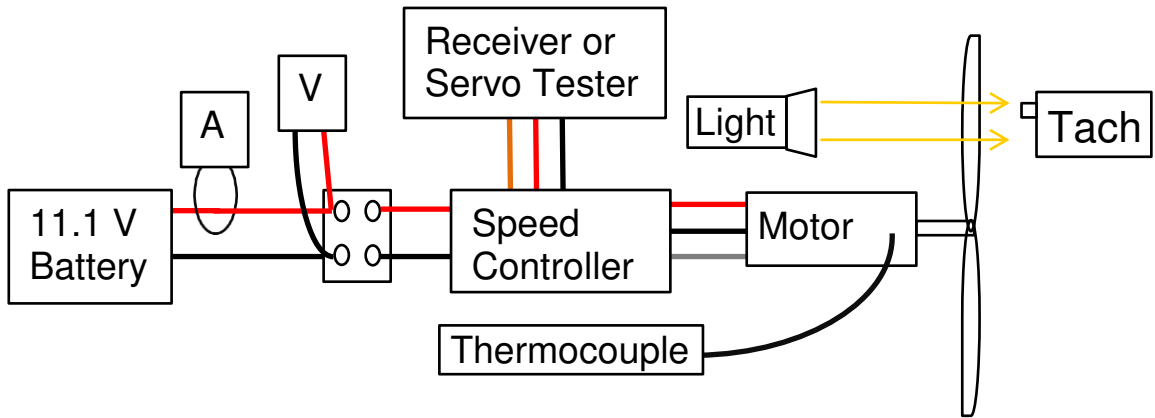 Receiver or
Servo Tester
V
A
Light
Tach
11.1 V
Battery
Speed
Controller
Motor
Thermocouple